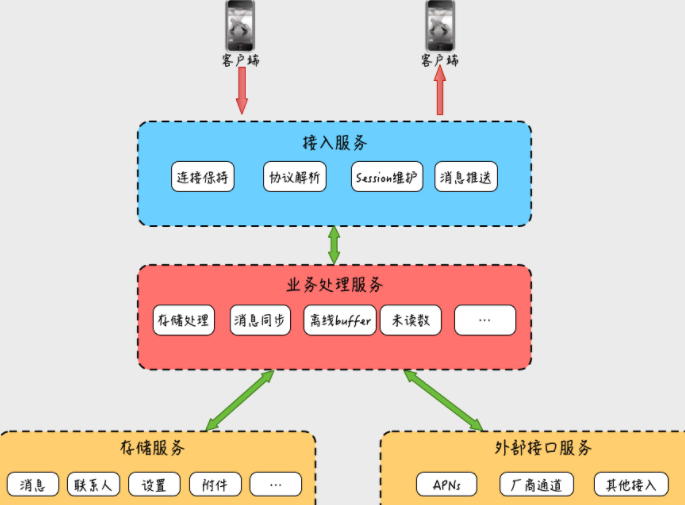 客户端 客户端
接入服务
连接保持 协议解析 Session维护 消息推送
业务处理服务
存储处理 消息同步 离线buffer 未读数 …
存储服务 外部接口服务
消息 联系人 设置 附件 … APNs 厂商通道 其他接入